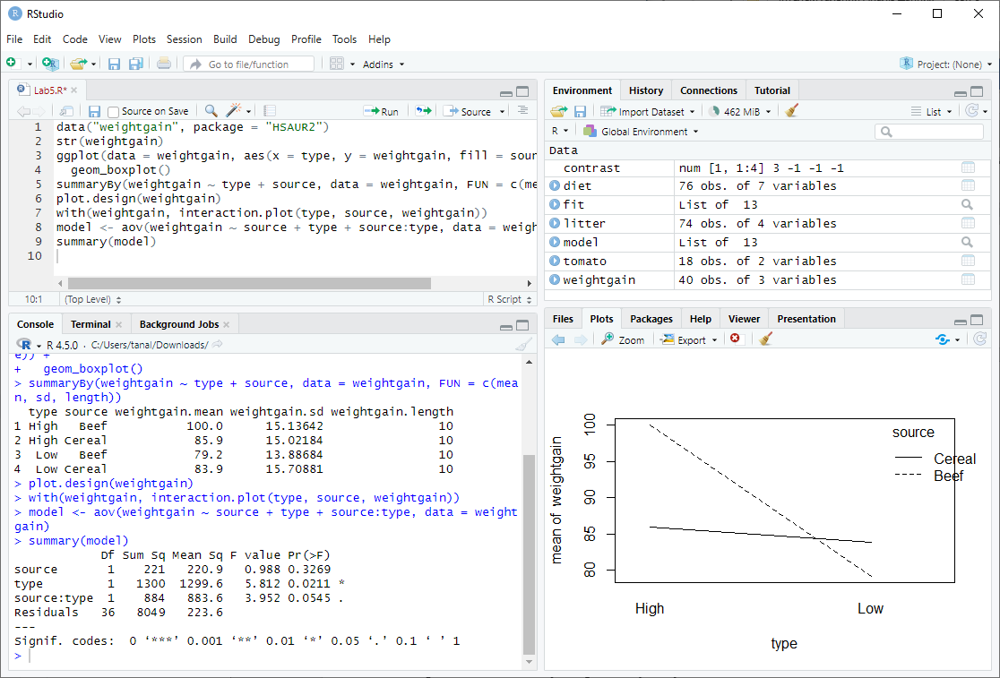 RStudio
File Edit Code View Plots Session Build Debug Profile Tools Help
Go to file/function Addins Project: (None)
Lab5.R*
Source on Save Run Source
1 data("weightgain", package = "HSAUR2")
2 str(weightgain)
3 ggplot(data = weightgain, aes(x = type, y = weightgain, fill = sour
4 geom_boxplot()
5 summaryBy(weightgain ~ type + source, data = weightgain, FUN = c(me
6 plot.design(weightgain)
7 with(weightgain, interaction.plot(type, source, weightgain))
8 model <- aov(weightgain ~ source + type + source:type, data = weigh
9 summary(model)
10
10:1 (Top Level) R Script
Console Terminal Background Jobs
R 4.5.0 · C:/Users/tanai/Downloads/
e)) +
+ geom_boxplot()
> summaryBy(weightgain ~ type + source, data = weightgain, FUN = c(mea
n, sd, length))
type source weightgain.mean weightgain.sd weightgain.length
1 High Beef 100.0 15.13642 10
2 High Cereal 85.9 15.02184 10
3 Low Beef 79.2 13.88684 10
4 Low Cereal 83.9 15.70881 10
> plot.design(weightgain)
> with(weightgain, interaction.plot(type, source, weightgain))
> model <- aov(weightgain ~ source + type + source:type, data = weight
gain)
> summary(model)
Df Sum Sq Mean Sq F value Pr(>F)
source 1 221 220.9 0.988 0.3269
type 1 1300 1299.6 5.812 0.0211 *
source:type 1 884 883.6 3.952 0.0545 .
Residuals 36 8049 223.6
---
Signif. codes: 0 ‘***’ 0.001 ‘**’ 0.01 ‘*’ 0.05 ‘.’ 0.1 ‘ ’ 1
>
Environment History Connections Tutorial
Import Dataset 462 MiB List
R Global Environment
Data
contrast num [1, 1:4] 3 -1 -1 -1
diet 76 obs. of 7 variables
fit List of 13
litter 74 obs. of 4 variables
model List of 13
tomato 18 obs. of 2 variables
weightgain 40 obs. of 3 variables
Files Plots Packages Help Viewer Presentation
Zoom Export
mean of weightgain
100
95
90
85
80
source
Cereal
Beef
High Low
type